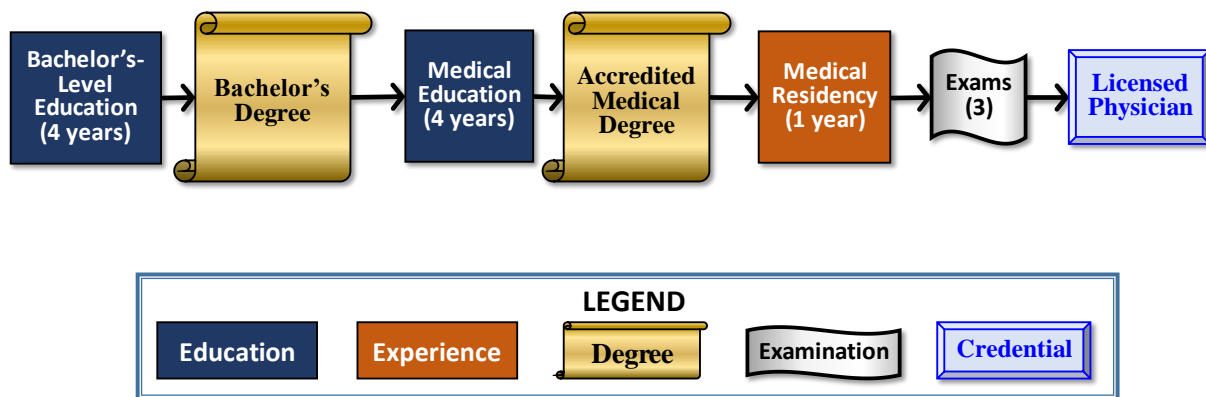 Bachelor's-
Level
Education
(4 years)
Bachelor's
Degree
Medical
Education
(4 years)
Accredited
Medical
Degree
Medical
Residency
(1 year)
Exams
(3)
Licensed
Physician
LEGEND
Education
Experience
Degree
Examination
Credential